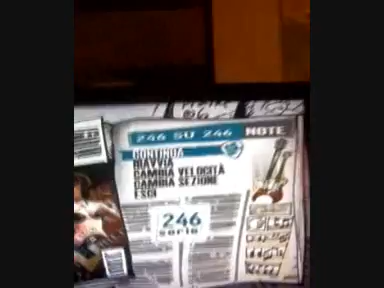 246 SU 246 NOTE
CONTINUA
RIAVVIA
CAMBIA VELOCITÀ
CAMBIA SEZIONE
ESCI
246
serie